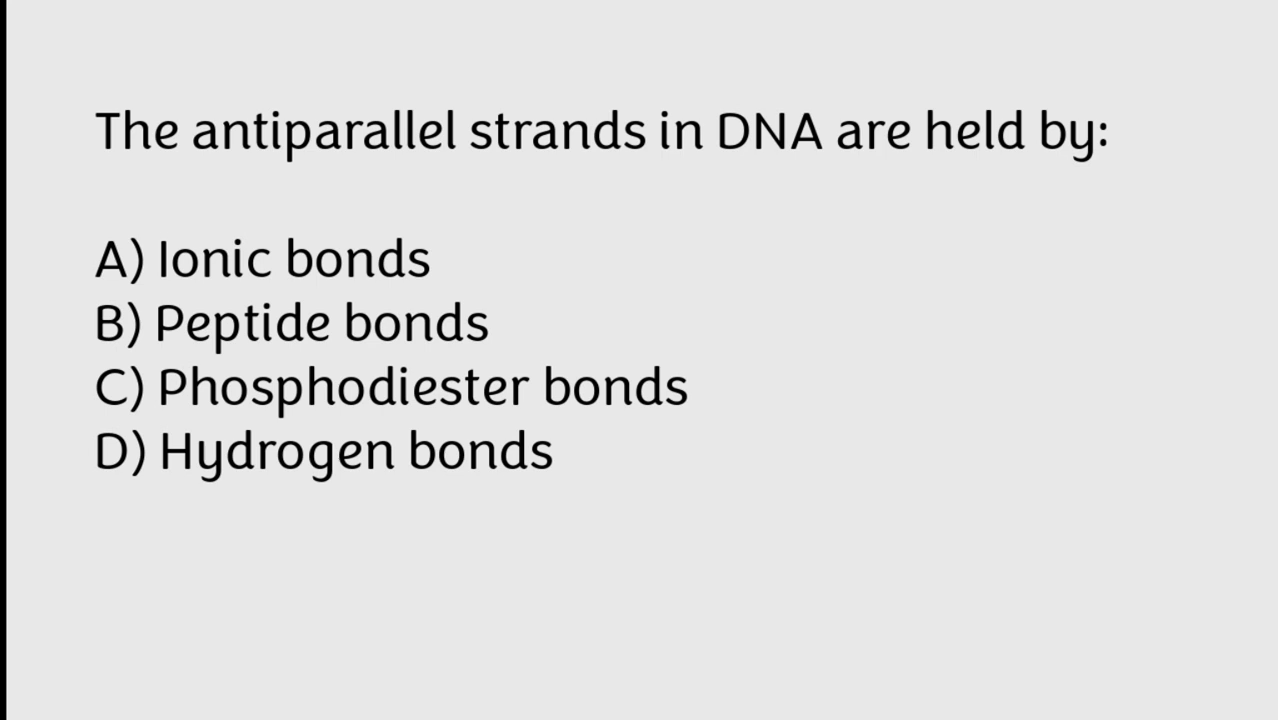 The antiparallel strands in DNA are held by:
A) Ionic bonds
B) Peptide bonds
C) Phosphodiester bonds
D) Hydrogen bonds